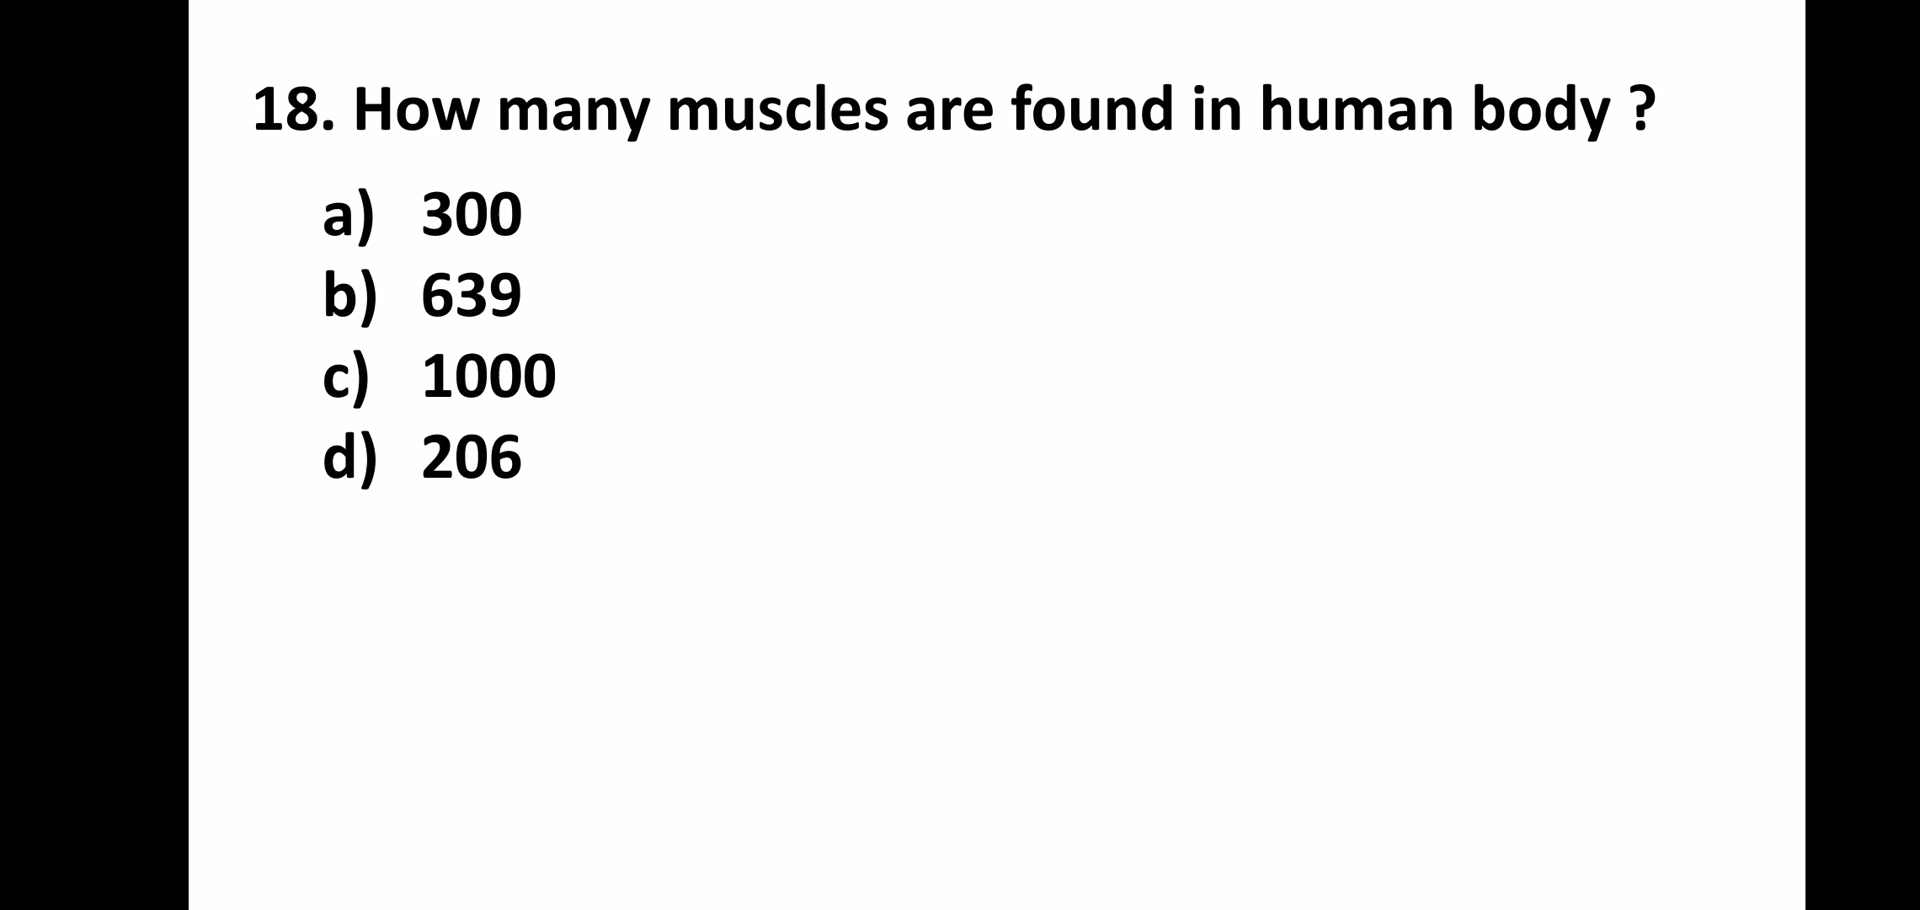 18. How many muscles are found in human body ?
a) 300
b) 639
c) 1000
d) 206